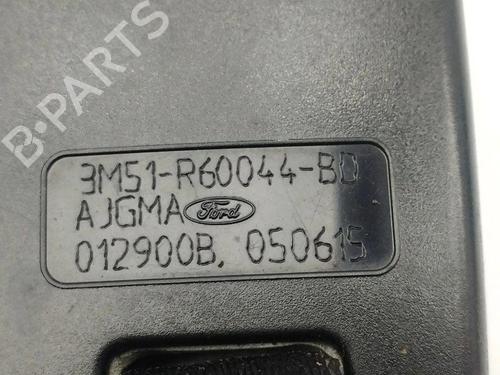 B-PARTS
3M51-R60044-BD
AJGMA Ford
012900B, 050615